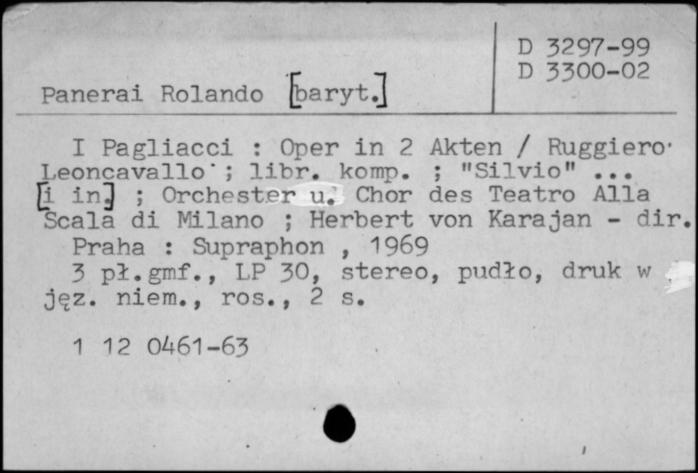 D 3297-99
D 3300-02
Panerai Rolando [baryt.]
I Pagliacci : Oper in 2 Akten / Ruggiero
Leoncavallo ; libr. komp. ; "Silvio" ...
[i in.] ; Orchester u. Chor des Teatro Alla
Scala di Milano ; Herbert von Karajan - dir.
Praha : Supraphon , 1969
3 pł.gmf., LP 30, stereo, pudło, druk w
jęz. niem., ros., 2 s.
1 12 0461-63